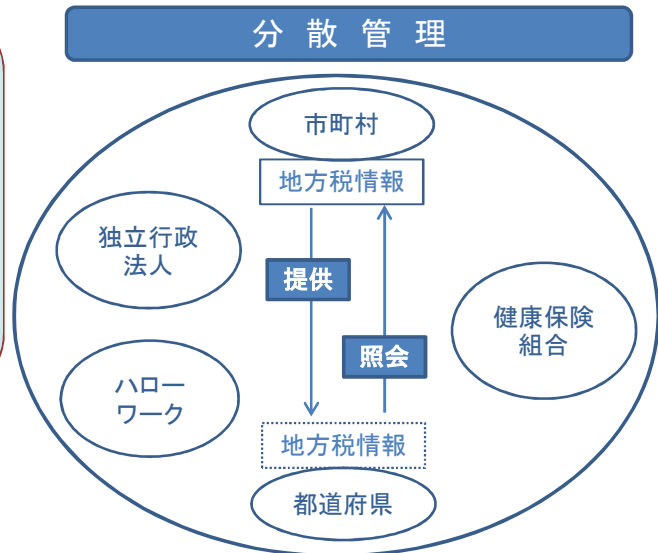 分散管理
市町村
地方税情報
独立行政
法人
提供
健康保険
組合
照会
ハロー
ワーク
地方税情報
都道府県